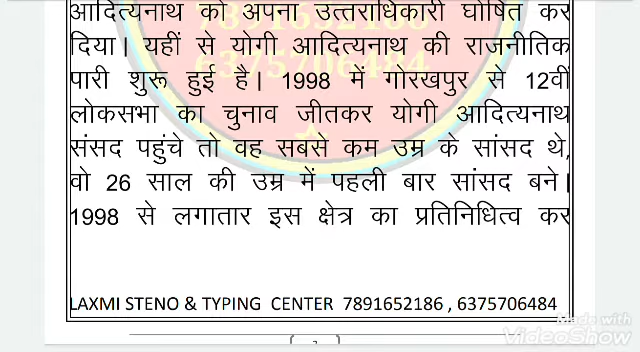 आदित्यनाथ को अपना उत्तराधिकारी घोषित कर
दिया। यहीं से योगी आदित्यनाथ की राजनीतिक
पारी शुरू हुई है। 1998 में गोरखपुर से 12वीं
लोकसभा का चुनाव जीतकर योगी आदित्यनाथ
संसद पहुंचे तो वह सबसे कम उम्र के सांसद थे,
वो 26 साल की उम्र में पहली बार सांसद बने।
1998 से लगातार इस क्षेत्र का प्रतिनिधित्व कर
LAXMI STENO & TYPING CENTER 7891652186 , 6375706484
Made with
VideoShow